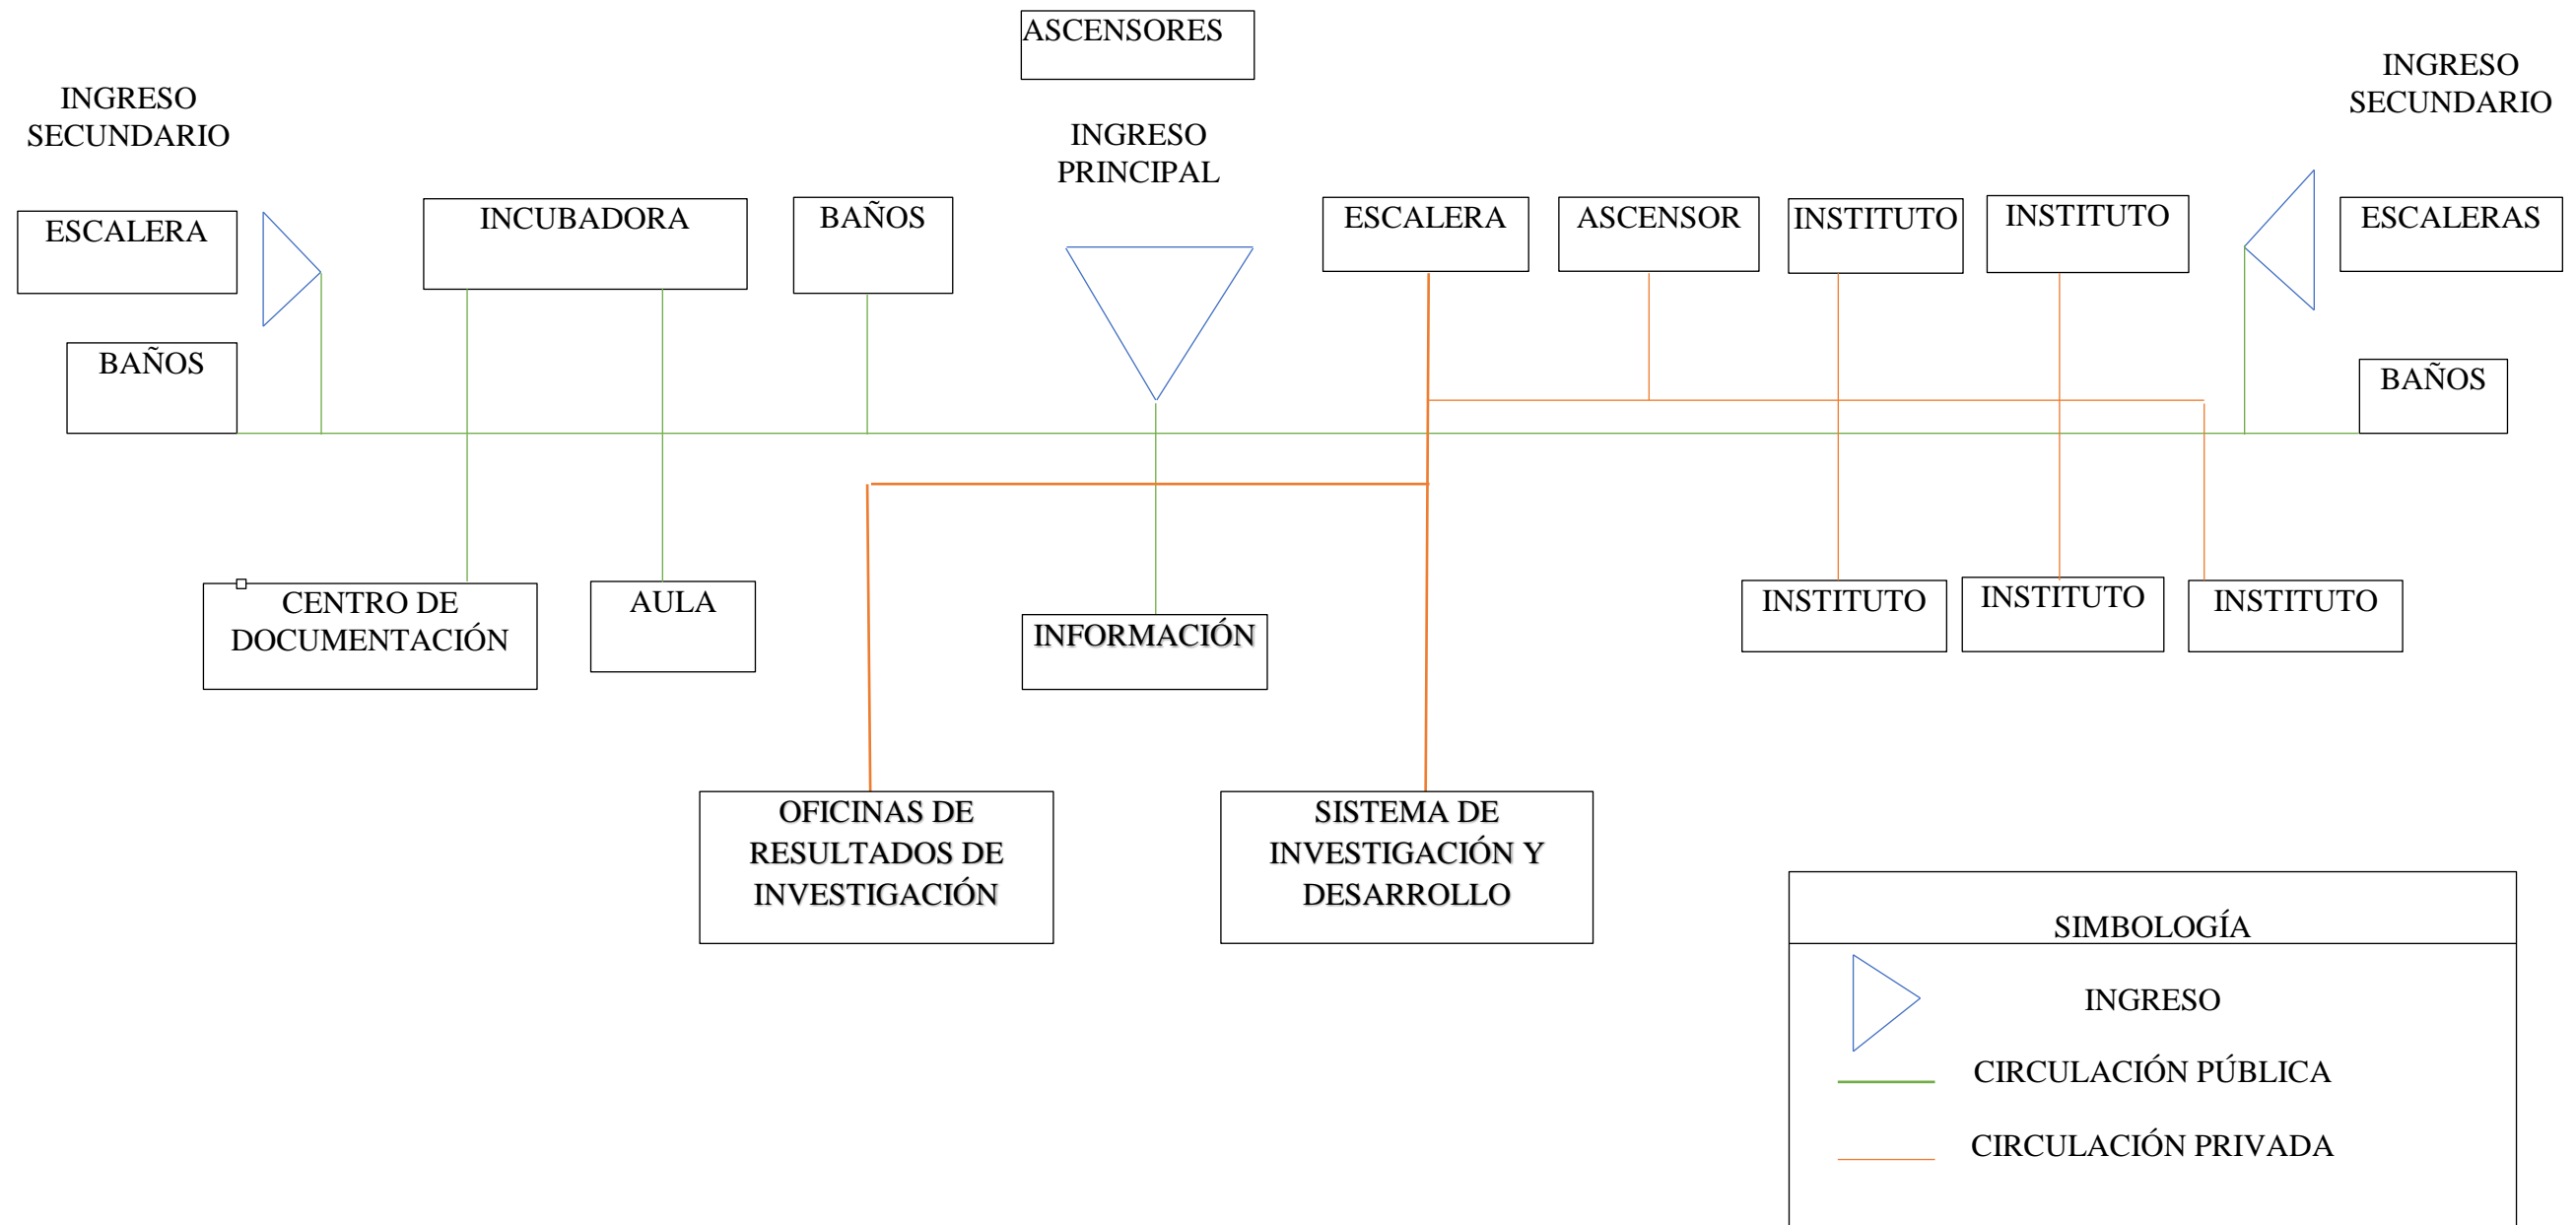 ASCENSORES
INGRESO
SECUNDARIO
INGRESO
PRINCIPAL
INGRESO
SECUNDARIO
ESCALERA
INCUBADORA
BAÑOS
ESCALERA
ASCENSOR
INSTITUTO
INSTITUTO
ESCALERAS
BAÑOS
BAÑOS
CENTRO DE
DOCUMENTACIÓN
AULA
INFORMACIÓN
INSTITUTO
INSTITUTO
INSTITUTO
OFICINAS DE
RESULTADOS DE
INVESTIGACIÓN
SISTEMA DE
INVESTIGACIÓN Y
DESARROLLO
SIMBOLOGÍA
INGRESO
CIRCULACIÓN PÚBLICA
CIRCULACIÓN PRIVADA